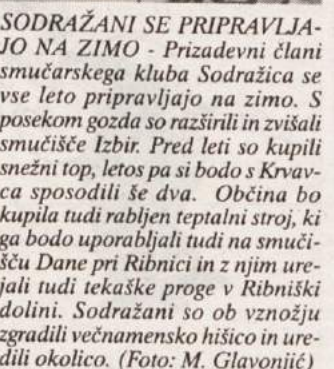 SODRAŽANI SE PRIPRAVLJA-
JO NA ZIMO - Prizadevni člani
smučarskega kluba Sodražica se
vse leto pripravljajo na zimo. S
posekom gozda so razširili in zvišali
smučišče Izbir. Pred leti so kupili
snežni top, letos pa si bodo s Krvav-
ca sposodili še dva. Občina bo
kupila tudi rabljen teptalni stroj, ki
ga bodo uporabljali tudi na smuči-
šču Dane pri Ribnici in z njim ure-
jali tudi tekaške proge v Ribniški
dolini. Sodražani so ob vznožju
zgradili večnamensko hišico in ure-
dili okolico. (Foto: M. Glavonjić)